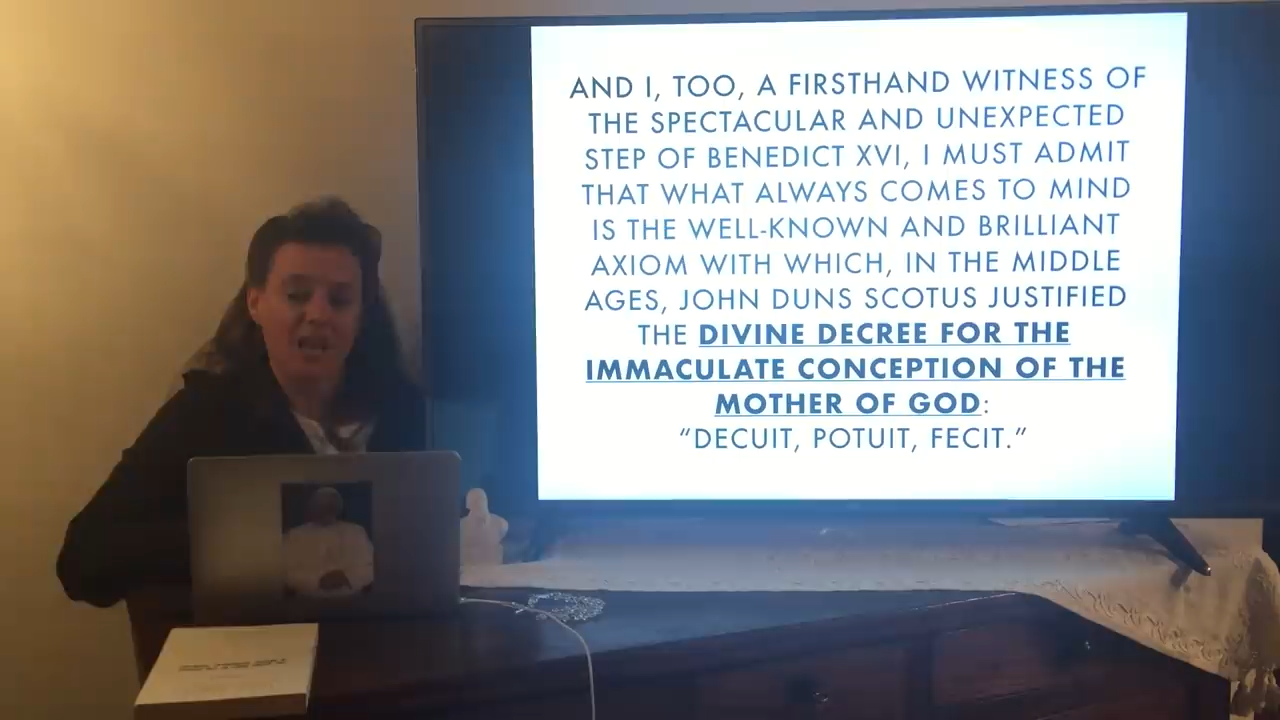 AND I, TOO, A FIRSTHAND WITNESS OF
THE SPECTACULAR AND UNEXPECTED
STEP OF BENEDICT XVI, I MUST ADMIT
THAT WHAT ALWAYS COMES TO MIND
IS THE WELL-KNOWN AND BRILLIANT
AXIOM WITH WHICH, IN THE MIDDLE
AGES, JOHN DUNS SCOTUS JUSTIFIED
THE DIVINE DECREE FOR THE
IMMACULATE CONCEPTION OF THE
MOTHER OF GOD:
“DECUIT, POTUIT, FECIT.”